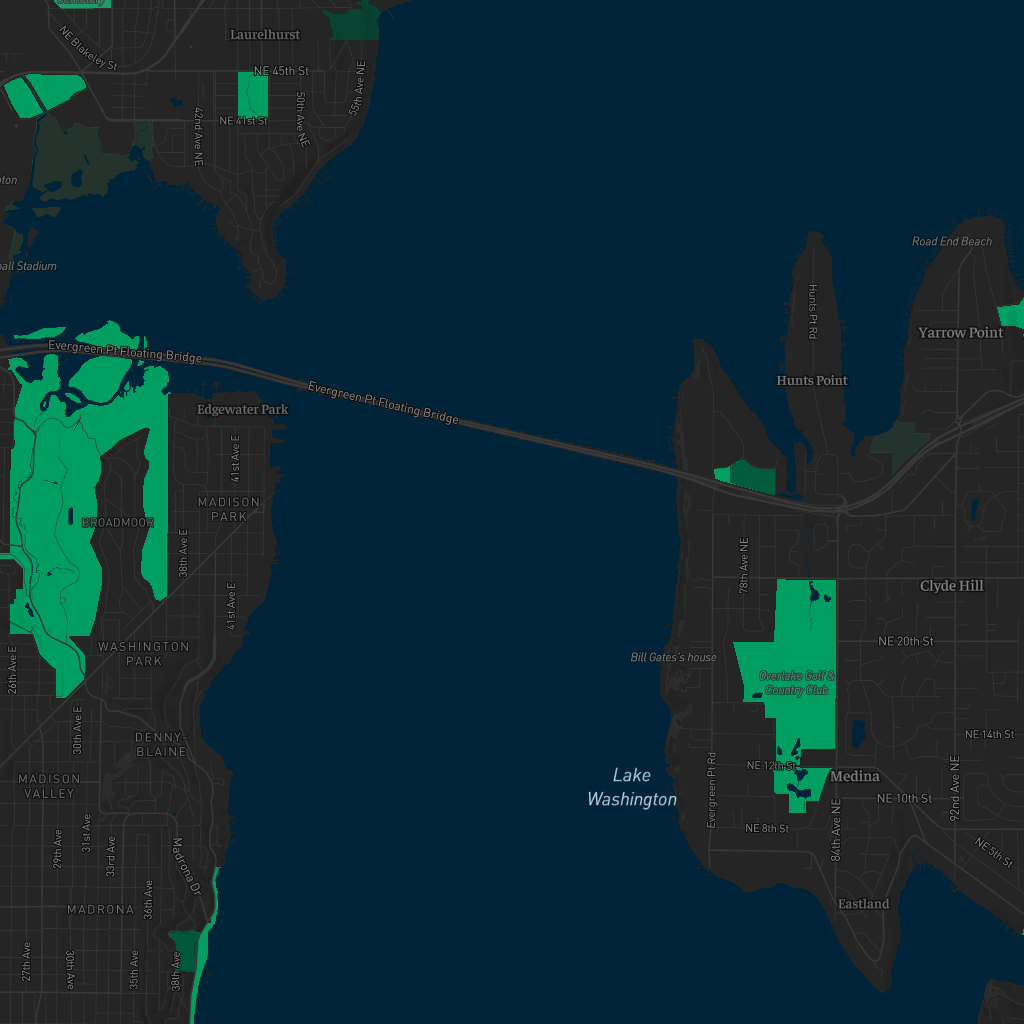 Laurelhurst
NE Blakeley St
NE 45th St
55th Ave NE
50th Ave NE
42nd Ave NE
NE 41st St
Road End Beach
Hunts Pt Rd
Yarrow Point
Evergreen Pt Floating Bridge
Hunts Point
Evergreen Pt Floating Bridge
Edgewater Park
41st Ave E
MADISON
PARK
BROADMOOR
38th Ave E
78th Ave NE
Clyde Hill
41st Ave E
NE 20th St
WASHINGTON
PARK
26th Ave E
Bill Gates's house
Overlake Golf &
Country Club
30th Ave E
DENNY-
BLAINE
NE 14th St
NE 12th St
Lake
Washington
Medina
MADISON
VALLEY
Evergreen Pt Rd
92nd Ave NE
NE 10th St
NE 8th St
84th Ave NE
31st Ave
29th Ave
33rd Ave
Madrona Dr
NE 5th St
36th Ave
MADRONA
Eastland
27th Ave
30th Ave
35th Ave
38th Ave